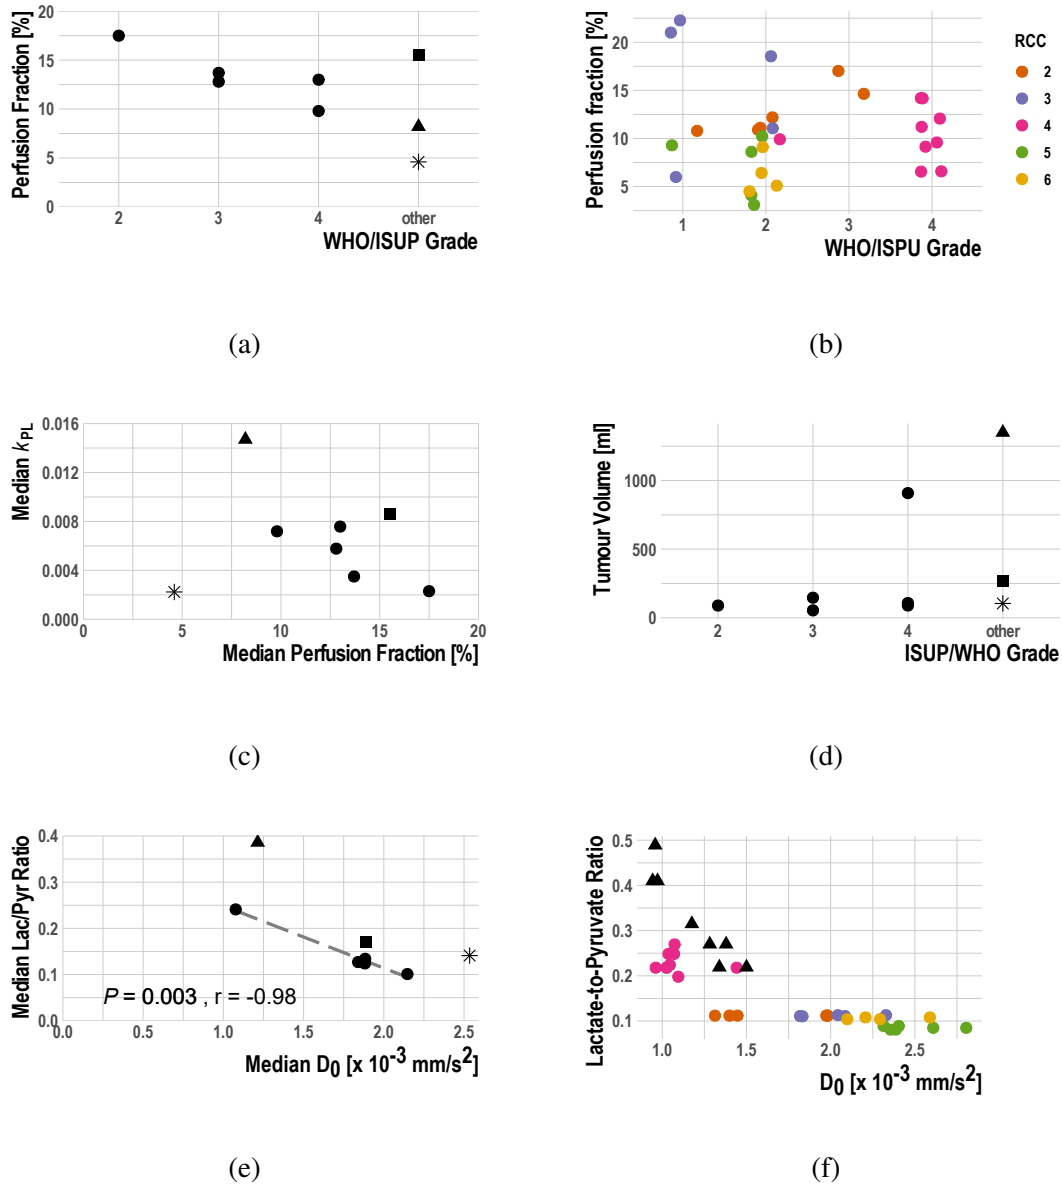 Perfusion Fraction [%]
20
15
10
5
0
2 3 4 other
WHO/ISUP Grade
(a)
Perfusion fraction [%]
20
15
10
5
1 2 3 4
WHO/ISPU Grade
RCC
2
3
4
5
6
(b)
Median kPL
0.016
0.012
0.008
0.004
0.000
0 5 10 15 20
Median Perfusion Fraction [%]
(c)
Tumour Volume [ml]
1000
500
0
2 3 4 other
ISUP/WHO Grade
(d)
Median Lac/Pyr Ratio
0.4
0.3
0.2
0.1
0.0
P = 0.003 , r = -0.98
0.0 0.5 1.0 1.5 2.0 2.5
Median D0 [x 10-3 mm/s2]
(e)
Lactate-to-Pyruvate Ratio
0.5
0.4
0.3
0.2
0.1
1.0 1.5 2.0 2.5
D0 [x 10-3 mm/s2]
(f)